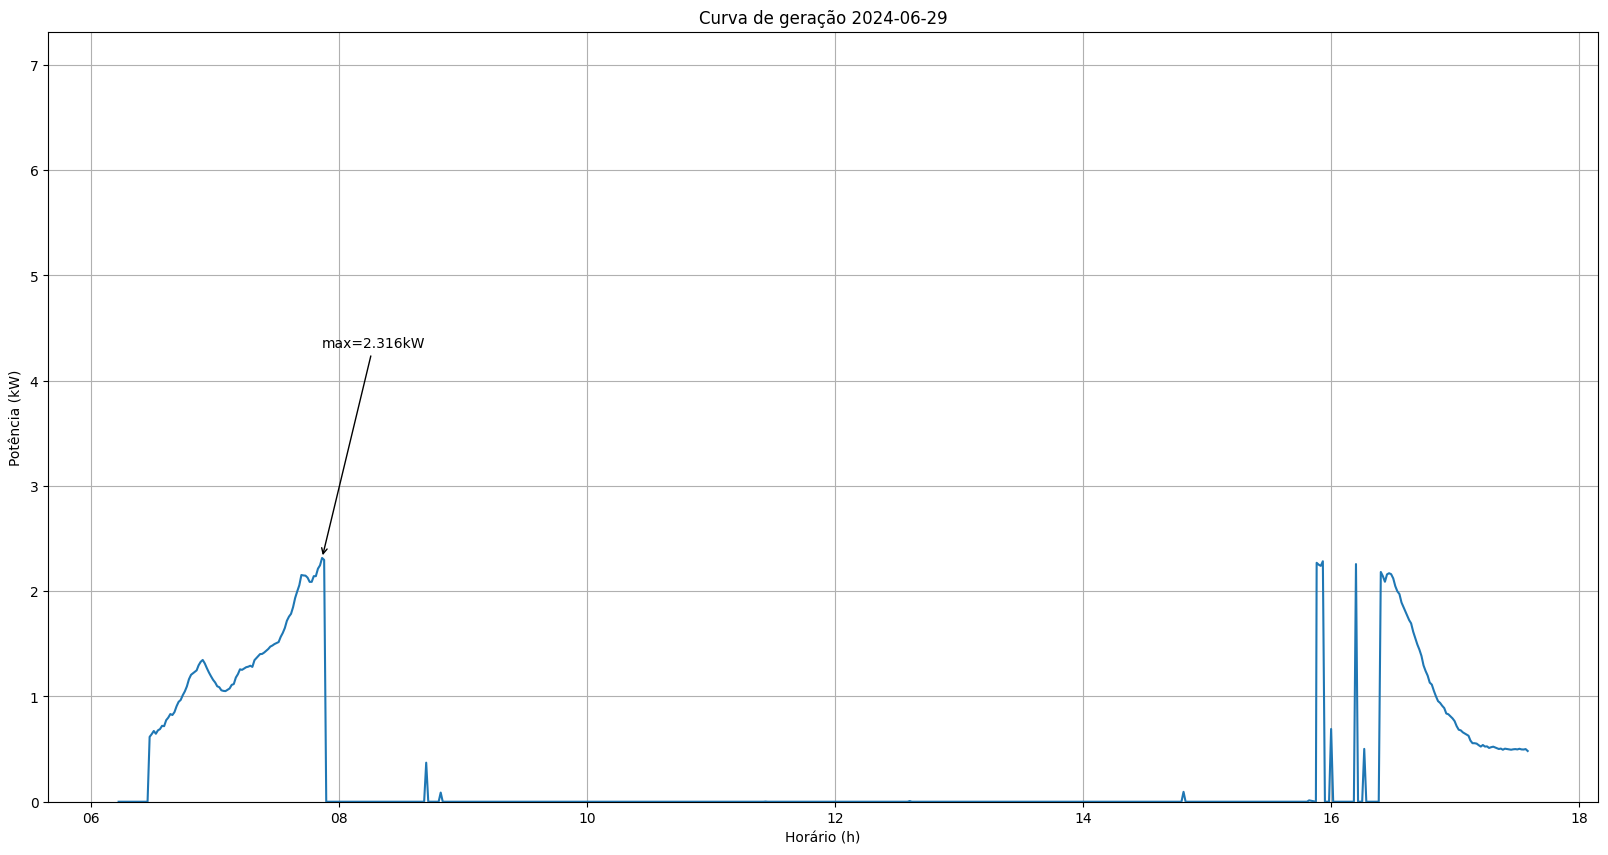 Curva de geração 2024-06-29
7
6
5
max=2.316kW
4
Potência (kW)
3
2
1
0
06 08 10 12 14 16 18
Horário (h)